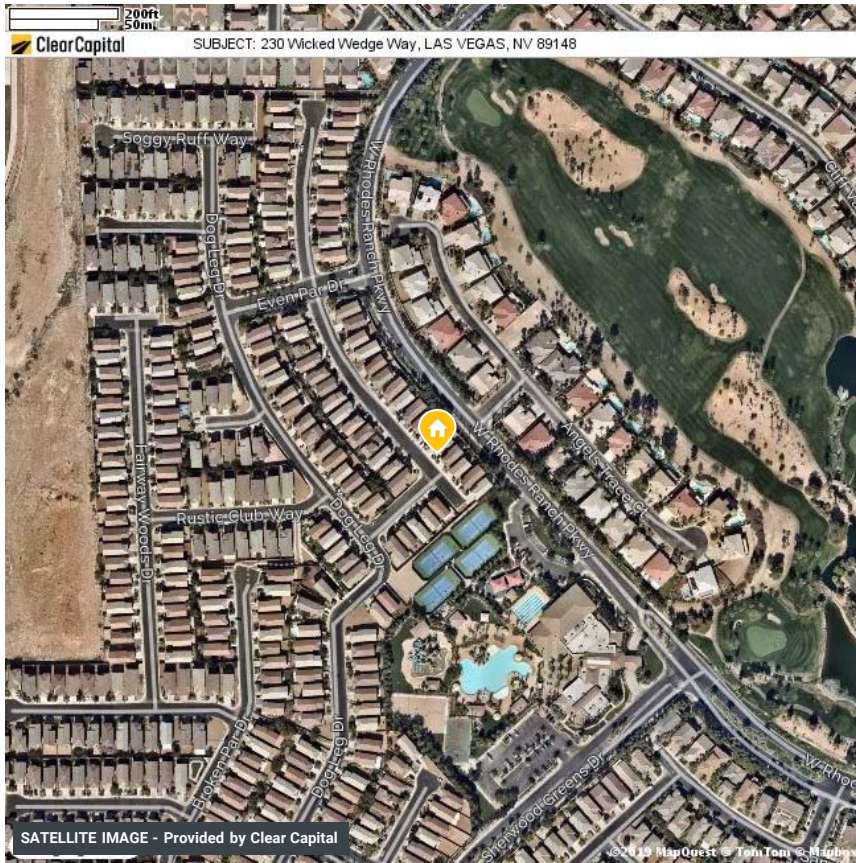 200ft
50m
ClearCapital
SUBJECT: 230 Wicked Wedge Way, LAS VEGAS, NV 89148
Soggy Ruff Way
W Rhodes Ranch Pkwy
Dog Leg Dr
Even Par Dr
Cliff
Fairway Woods Dr
Angels Trace Ct
W Rhodes Ranch Pkwy
Rustic Club Way
Dog Leg Dr
Broken Par Dr
Dog Leg Dr
Sherwood Greens Dr
W Rho
SATELLITE IMAGE - Provided by Clear Capital
©2019 MapQuest © TomTom © Mapbox